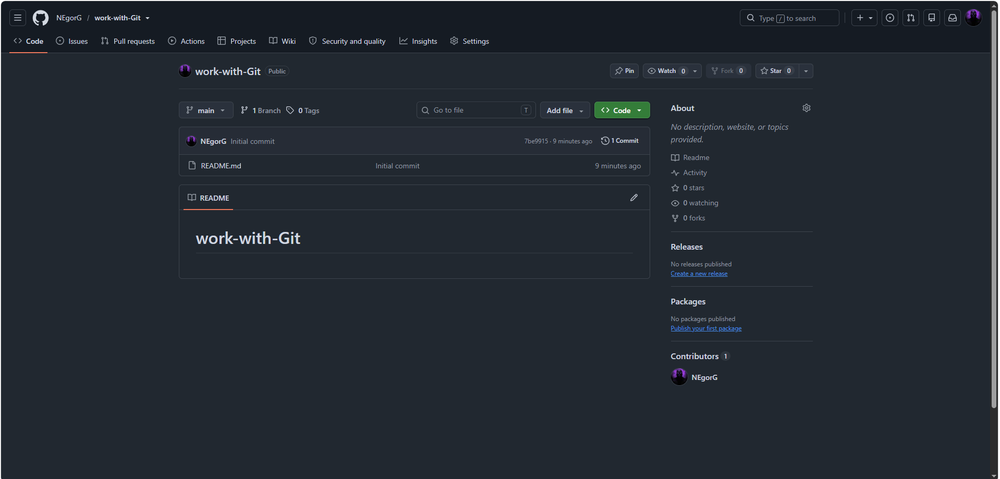 NEgorG / work-with-Git
Type / to search
Code Issues Pull requests Actions Projects Wiki Security and quality Insights Settings
work-with-Git Public
Pin Watch 0 Fork 0 Star 0
main 1 Branch 0 Tags Go to file T Add file Code
NEgorG Initial commit 7be9915 · 9 minutes ago 1 Commit
README.md Initial commit 9 minutes ago
README
work-with-Git
About
No description, website, or topics
provided.
Readme
Activity
0 stars
0 watching
0 forks
Releases
No releases published
Create a new release
Packages
No packages published
Publish your first package
Contributors 1
NEgorG